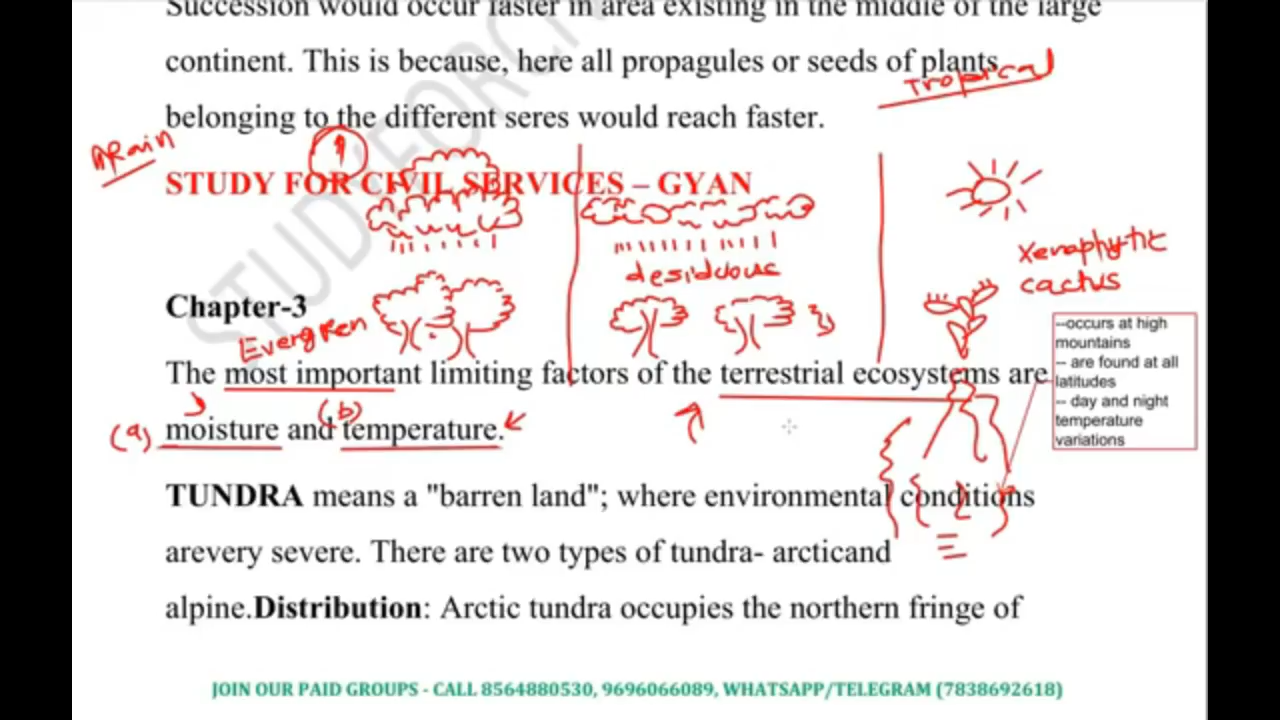 Succession would occur faster in area existing in the middle of the large
continent. This is because, here all propagules or seeds of plants
Tropical
belonging to the different seres would reach faster.
Rain
STUDY FOR CIVIL SERVICES – GYAN
desiduous
Xenaphytic
cactus
Chapter-3
Evergreen
--occurs at high
mountains
-- are found at all
latitudes
-- day and night
temperature
variations
The most important limiting factors of the terrestrial ecosystems are
(a) (b)
moisture and temperature.
TUNDRA means a "barren land"; where environmental conditions
arevery severe. There are two types of tundra- arcticand
alpine.Distribution: Arctic tundra occupies the northern fringe of
JOIN OUR PAID GROUPS - CALL 8564880530, 9696066089, WHATSAPP/TELEGRAM (7838692618)